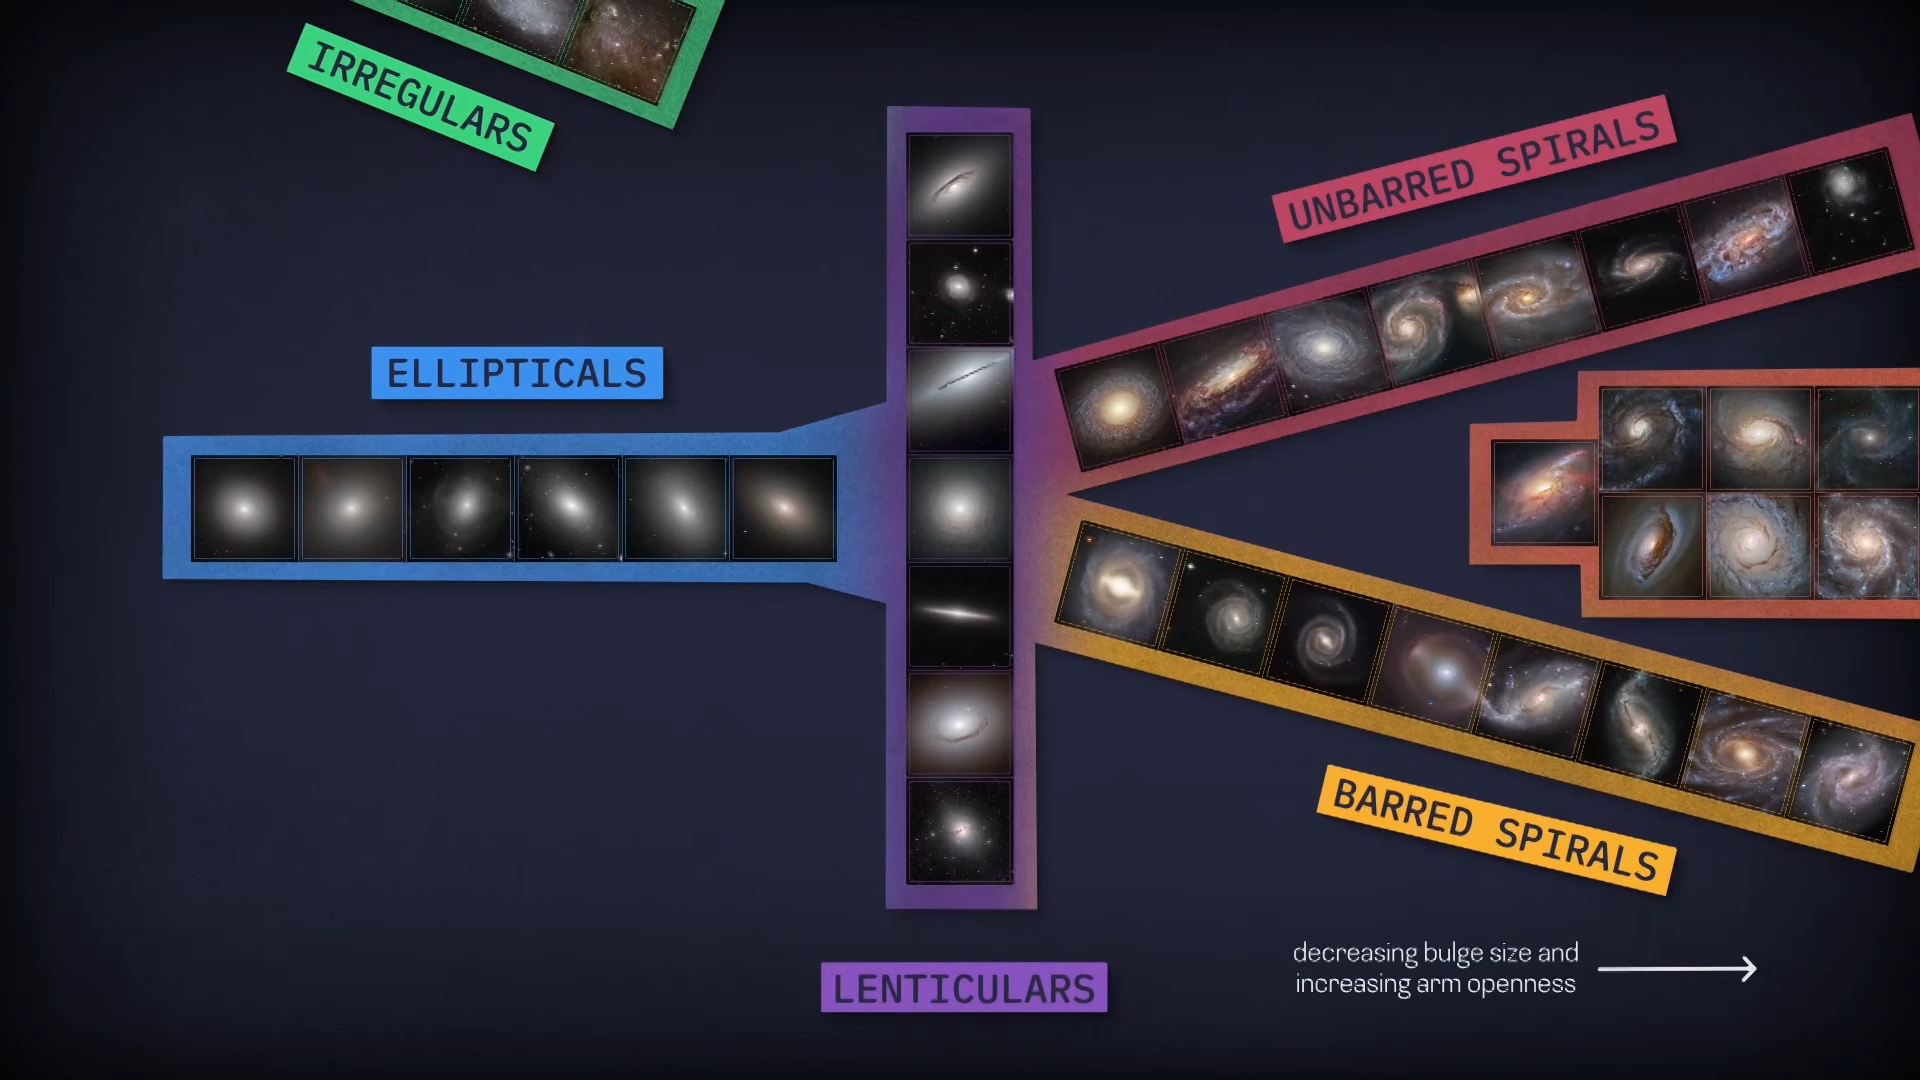 IRREGULARS
UNBARRED SPIRALS
ELLIPTICALS
BARRED SPIRALS
LENTICULARS
decreasing bulge size and
increasing arm openness